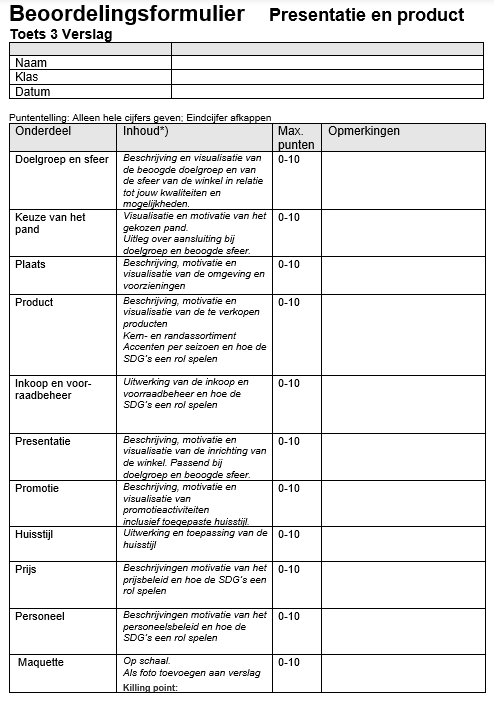 Beoordelingsformulier Presentatie en product
Toets 3 Verslag
Naam
Klas
Datum
Puntentelling: Alleen hele cijfers geven; Eindcijfer afkappen
Onderdeel Inhoud*) Max. punten Opmerkingen
Doelgroep en sfeer
Beschrijving en visualisatie van
de beoogde doelgroep en van
de sfeer van de winkel in relatie
tot jouw kwaliteiten en
mogelijkheden.
0-10
Keuze van het
pand
Visualisatie en motivatie van het
gekozen pand.
Uitleg over aansluiting bij
doelgroep en beoogde sfeer.
0-10
Plaats
Beschrijving, motivatie en
visualisatie van de omgeving en
voorzieningen
0-10
Product
Beschrijving, motivatie en
visualisatie van de te verkopen
producten
Kern- en randassortiment
Accenten per seizoen en hoe de
SDG's een rol spelen
0-10
Inkoop en voor-
raadbeheer
Uitwerking van de inkoop en
voorraadbeheer en hoe de
SDG's een rol spelen
0-10
Presentatie
Beschrijving, motivatie en
visualisatie van de inrichting van
de winkel. Passend bij
doelgroep en beoogde sfeer.
0-10
Promotie
Beschrijving, motivatie en
visualisatie van
promotieactiviteiten
inclusief toegepaste huisstijl.
0-10
Huisstijl
Uitwerking en toepassing van de
huisstijl
0-10
Prijs
Beschrijvingen motivatie van het
prijsbeleid en hoe de SDG's een
rol spelen
0-10
Personeel
Beschrijvingen motivatie van het
personeelsbeleid en hoe de
SDG's een rol spelen
0-10
Maquette
Op schaal.
Als foto toevoegen aan verslag
0-10
Killing point: